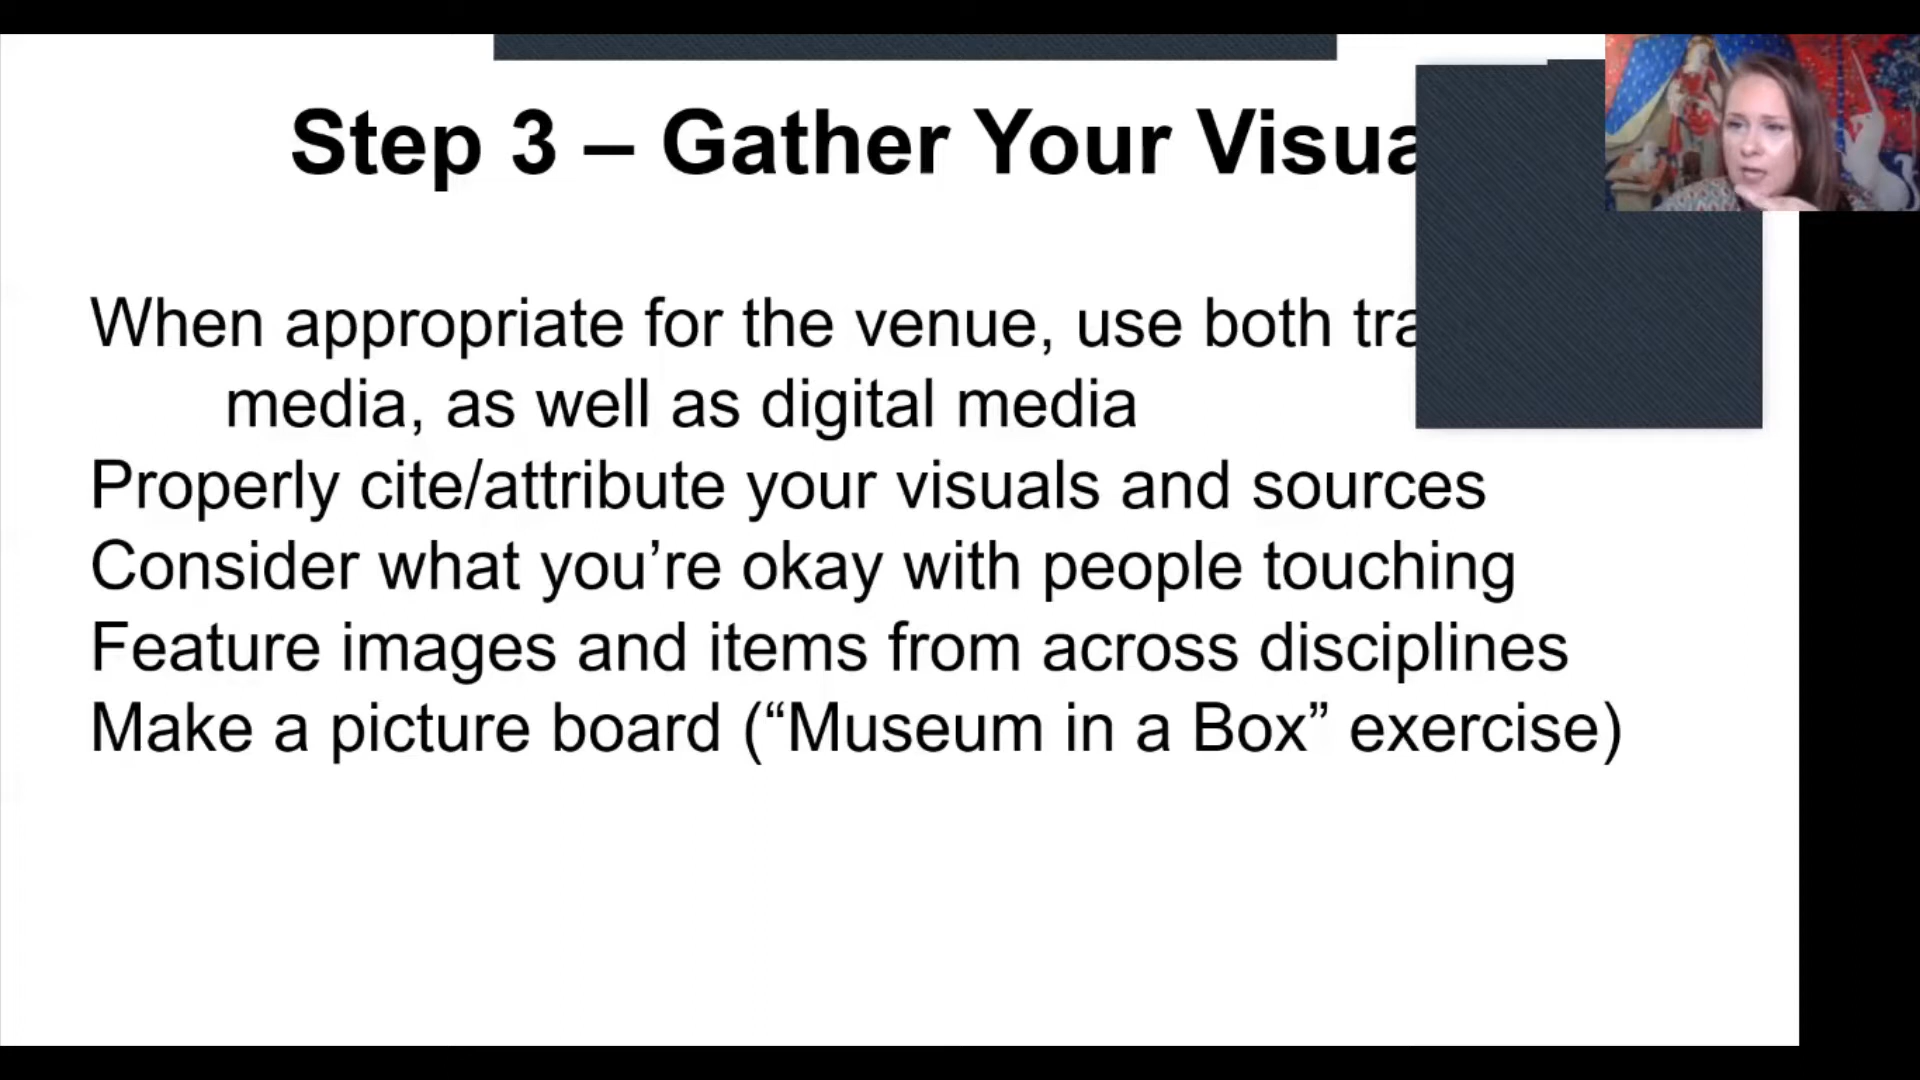 Step 3 – Gather Your
When appropriate for the venue, use both
media, as well as digital media
Properly cite/attribute your visuals and sources
Consider what you’re okay with people touching
Feature images and items from across disciplines
Make a picture board (“Museum in a Box” exercise)